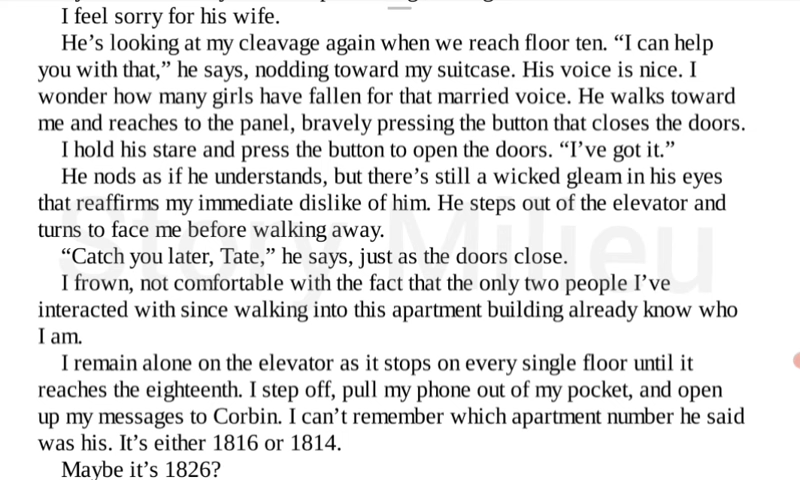 I feel sorry for his wife.
He’s looking at my cleavage again when we reach floor ten. “I can help
you with that,” he says, nodding toward my suitcase. His voice is nice. I
wonder how many girls have fallen for that married voice. He walks toward
me and reaches to the panel, bravely pressing the button that closes the doors.
I hold his stare and press the button to open the doors. “I’ve got it.”
He nods as if he understands, but there’s still a wicked gleam in his eyes
that reaffirms my immediate dislike of him. He steps out of the elevator and
turns to face me before walking away.
“Catch you later, Tate,” he says, just as the doors close.
I frown, not comfortable with the fact that the only two people I’ve
interacted with since walking into this apartment building already know who
I am.
I remain alone on the elevator as it stops on every single floor until it
reaches the eighteenth. I step off, pull my phone out of my pocket, and open
up my messages to Corbin. I can’t remember which apartment number he said
was his. It’s either 1816 or 1814.
Maybe it’s 1826?
Story Milieu